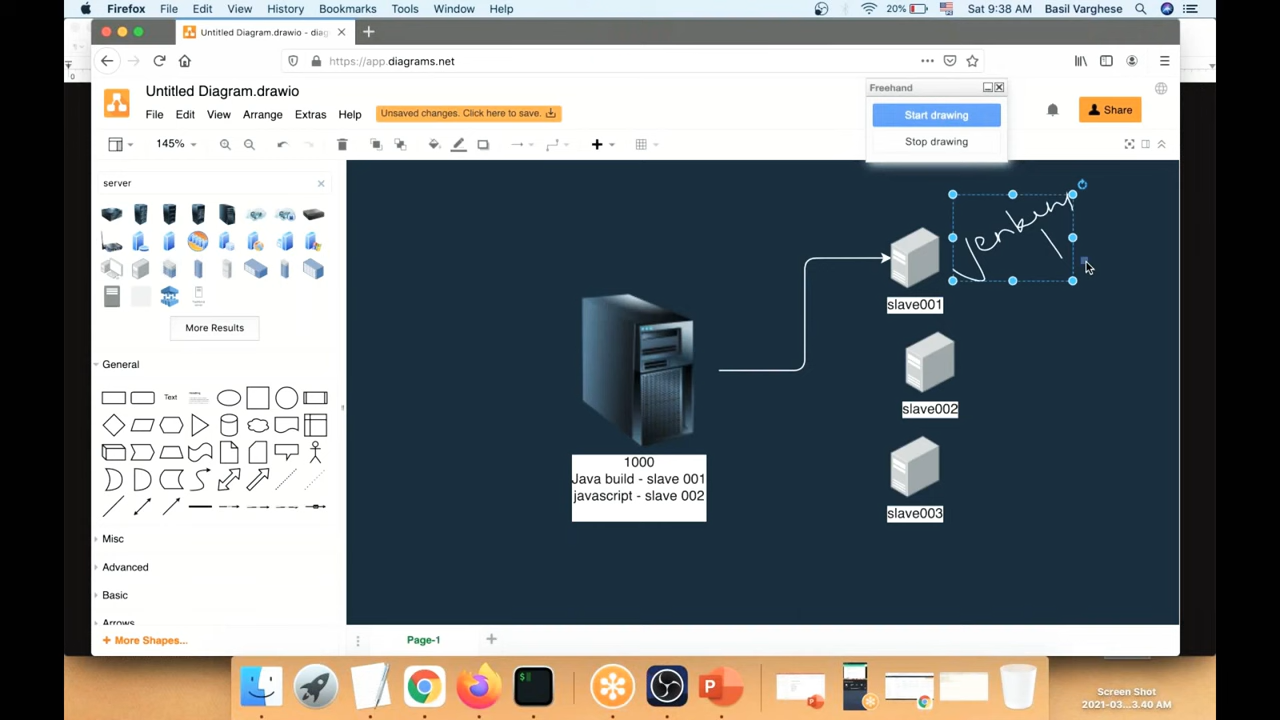 Firefox File Edit View History Bookmarks Tools Window Help 20% Sat 9:38 AM Basil Varghese
Untitled Diagram.drawio - diag
https://app.diagrams.net
Untitled Diagram.drawio
File Edit View Arrange Extras Help Unsaved changes. Click here to save.
Freehand
Start drawing
Stop drawing
Share
145%
server
More Results
General
Text
Misc
Advanced
Basic
Arrows
+ More Shapes...
Jenkins
slave001
slave002
slave003
1000
Java build - slave 001
javascript - slave 002
Page-1
Screen Shot
2021-03...3.40 AM